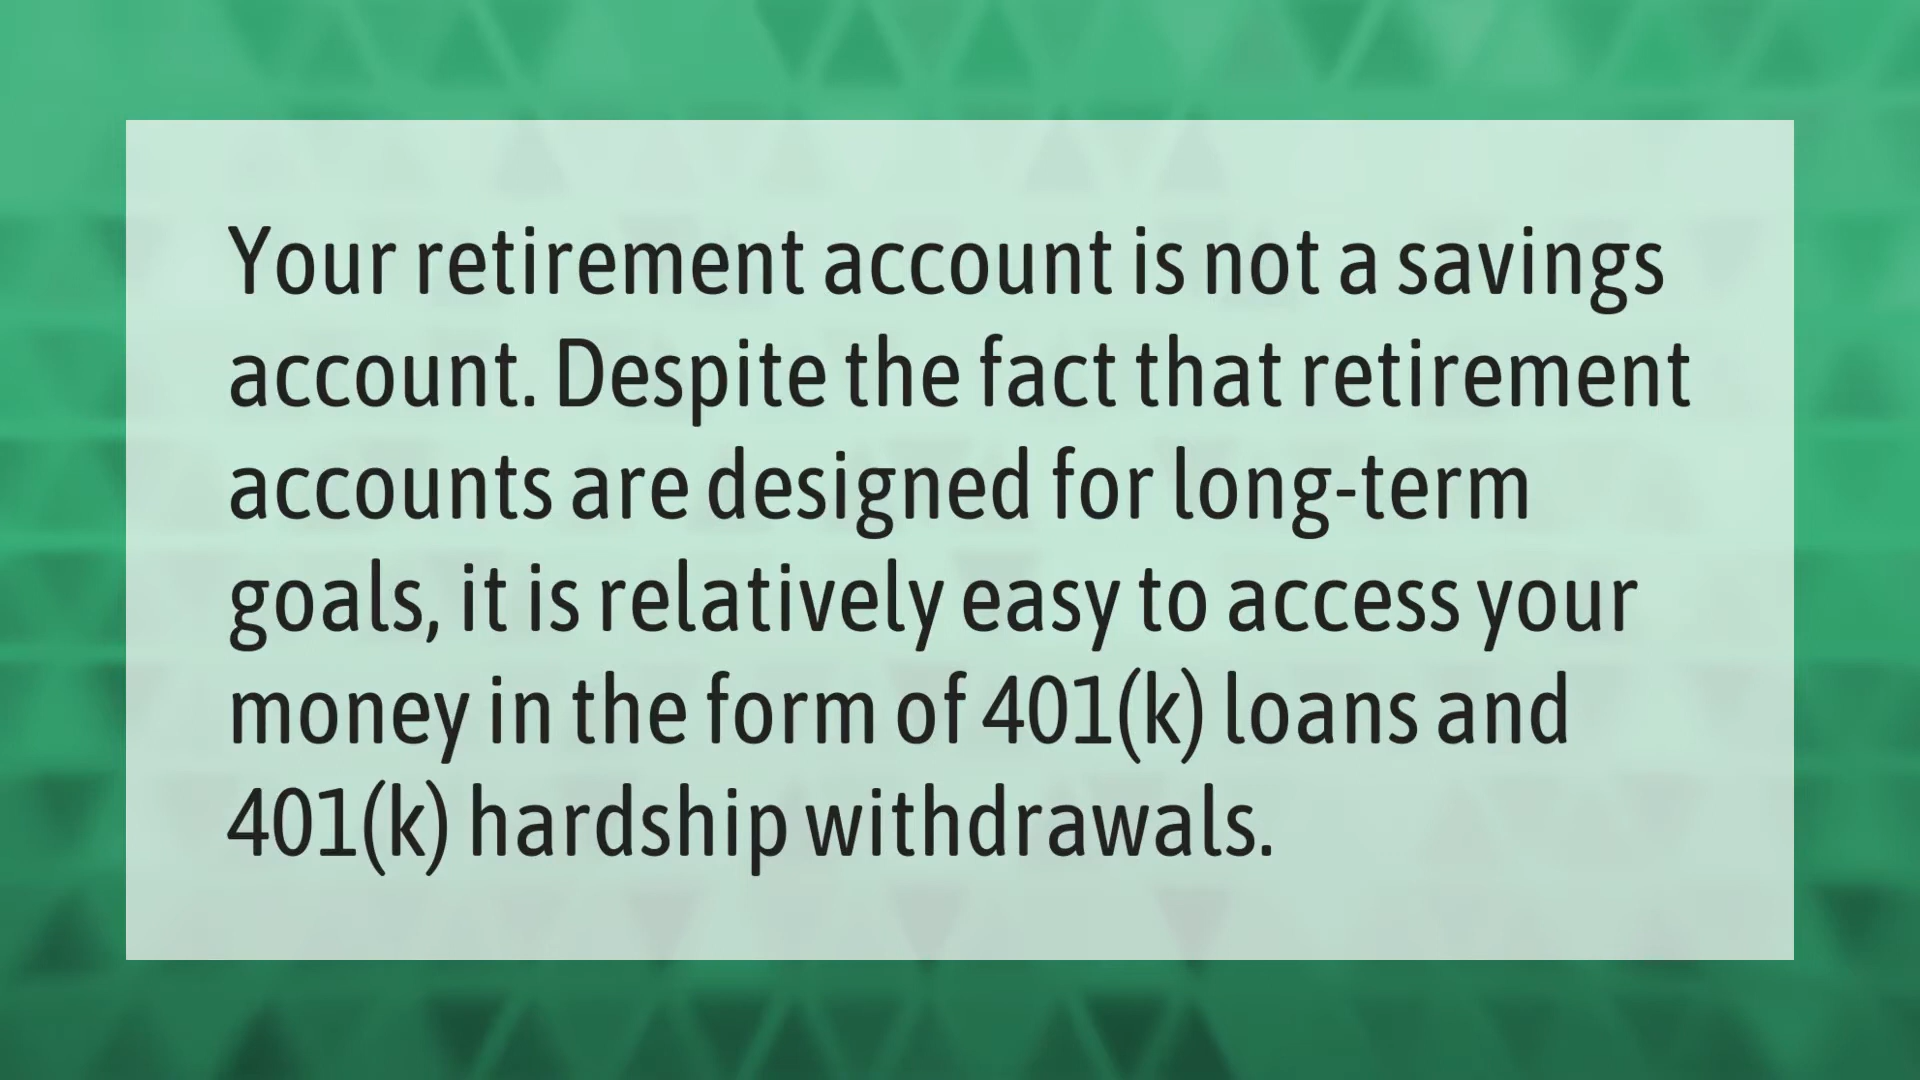 Your retirement account is not a savings
account. Despite the fact that retirement
accounts are designed for long-term
goals, it is relatively easy to access your
money in the form of 401(k) loans and
401(k) hardship withdrawals.